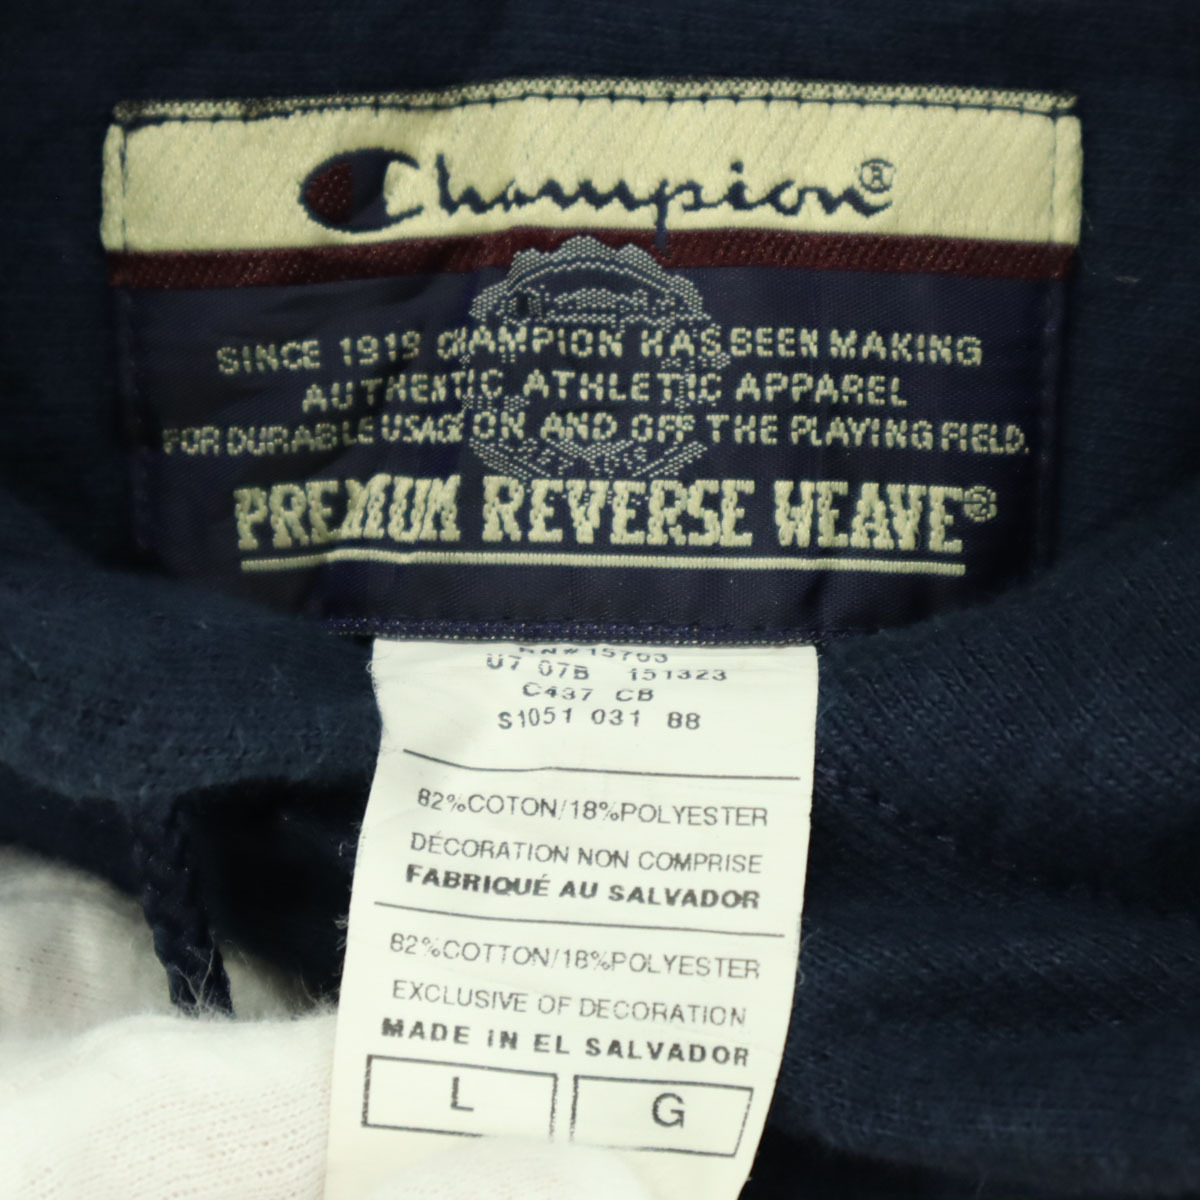 Champion®
SINCE 1919 CHAMPION HAS BEEN MAKING
AUTHENTIC ATHLETIC APPAREL
FOR DURABLE USAGE ON AND OFF THE PLAYING FIELD.
PREMIUM REVERSE WEAVE®
RN#15763
U7 07B 151323
C437 CB
S1051 031 88
82%COTON/18%POLYESTER
DÉCORATION NON COMPRISE
FABRIQUÉ AU SALVADOR
82%COTTON/18%POLYESTER
EXCLUSIVE OF DECORATION
MADE IN EL SALVADOR
L G